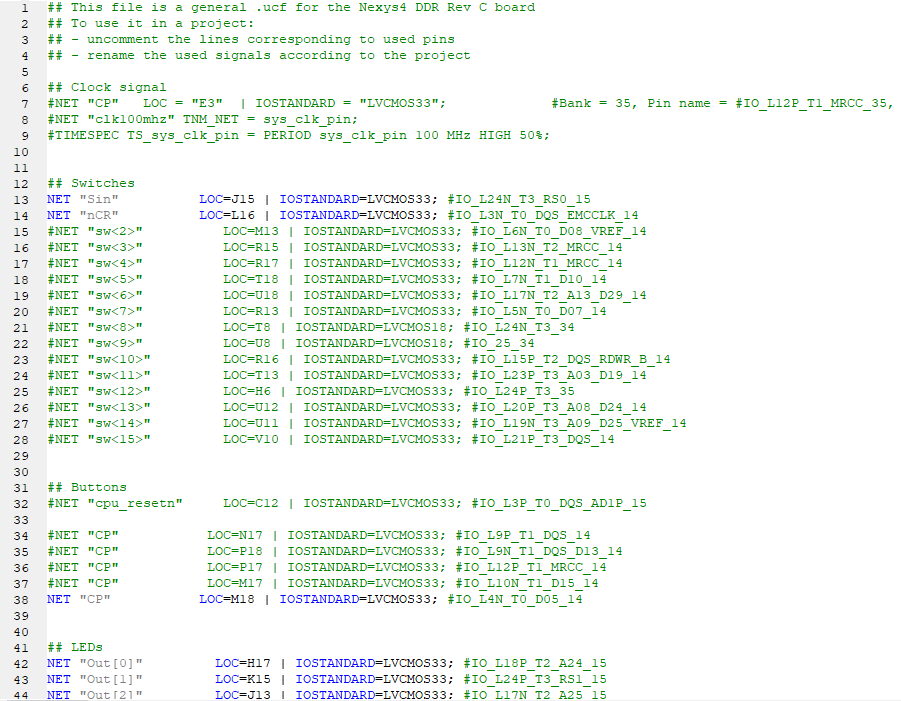 1 ## This file is a general .ucf for the Nexys4 DDR Rev C board
2 ## To use it in a project:
3 ## - uncomment the lines corresponding to used pins
4 ## - rename the used signals according to the project
5
6 ## Clock signal
7 #NET "CP" LOC = "E3" | IOSTANDARD = "LVCMOS33"; #Bank = 35, Pin name = #IO_L12P_T1_MRCC_35,
8 #NET "clk100mhz" TNM_NET = sys_clk_pin;
9 #TIMESPEC TS_sys_clk_pin = PERIOD sys_clk_pin 100 MHz HIGH 50%;
10
11
12 ## Switches
13 NET "Sin" LOC=J15 | IOSTANDARD=LVCMOS33; #IO_L24N_T3_RS0_15
14 NET "nCR" LOC=L16 | IOSTANDARD=LVCMOS33; #IO_L3N_T0_DQS_EMCCLK_14
15 #NET "sw<2>" LOC=M13 | IOSTANDARD=LVCMOS33; #IO_L6N_T0_D08_VREF_14
16 #NET "sw<3>" LOC=R15 | IOSTANDARD=LVCMOS33; #IO_L13N_T2_MRCC_14
17 #NET "sw<4>" LOC=R17 | IOSTANDARD=LVCMOS33; #IO_L12N_T1_MRCC_14
18 #NET "sw<5>" LOC=T18 | IOSTANDARD=LVCMOS33; #IO_L7N_T1_D10_14
19 #NET "sw<6>" LOC=U18 | IOSTANDARD=LVCMOS33; #IO_L17N_T2_A13_D29_14
20 #NET "sw<7>" LOC=R13 | IOSTANDARD=LVCMOS33; #IO_L5N_T0_D07_14
21 #NET "sw<8>" LOC=T8 | IOSTANDARD=LVCMOS18; #IO_L24N_T3_34
22 #NET "sw<9>" LOC=U8 | IOSTANDARD=LVCMOS18; #IO_25_34
23 #NET "sw<10>" LOC=R16 | IOSTANDARD=LVCMOS33; #IO_L15P_T2_DQS_RDWR_B_14
24 #NET "sw<11>" LOC=T13 | IOSTANDARD=LVCMOS33; #IO_L23P_T3_A03_D19_14
25 #NET "sw<12>" LOC=H6 | IOSTANDARD=LVCMOS33; #IO_L24P_T3_35
26 #NET "sw<13>" LOC=U12 | IOSTANDARD=LVCMOS33; #IO_L20P_T3_A08_D24_14
27 #NET "sw<14>" LOC=U11 | IOSTANDARD=LVCMOS33; #IO_L19N_T3_A09_D25_VREF_14
28 #NET "sw<15>" LOC=V10 | IOSTANDARD=LVCMOS33; #IO_L21P_T3_DQS_14
29
30
31 ## Buttons
32 #NET "cpu_resetn" LOC=C12 | IOSTANDARD=LVCMOS33; #IO_L3P_T0_DQS_AD1P_15
33
34 #NET "CP" LOC=N17 | IOSTANDARD=LVCMOS33; #IO_L9P_T1_DQS_14
35 #NET "CP" LOC=P18 | IOSTANDARD=LVCMOS33; #IO_L9N_T1_DQS_D13_14
36 #NET "CP" LOC=P17 | IOSTANDARD=LVCMOS33; #IO_L12P_T1_MRCC_14
37 #NET "CP" LOC=M17 | IOSTANDARD=LVCMOS33; #IO_L10N_T1_D15_14
38 NET "CP" LOC=M18 | IOSTANDARD=LVCMOS33; #IO_L4N_T0_D05_14
39
40
41 ## LEDs
42 NET "Out[0]" LOC=H17 | IOSTANDARD=LVCMOS33; #IO_L18P_T2_A24_15
43 NET "Out[1]" LOC=K15 | IOSTANDARD=LVCMOS33; #IO_L24P_T3_RS1_15
44 NET "Out[2]" LOC=J13 | IOSTANDARD=LVCMOS33; #IO_L17N_T2_A25_15